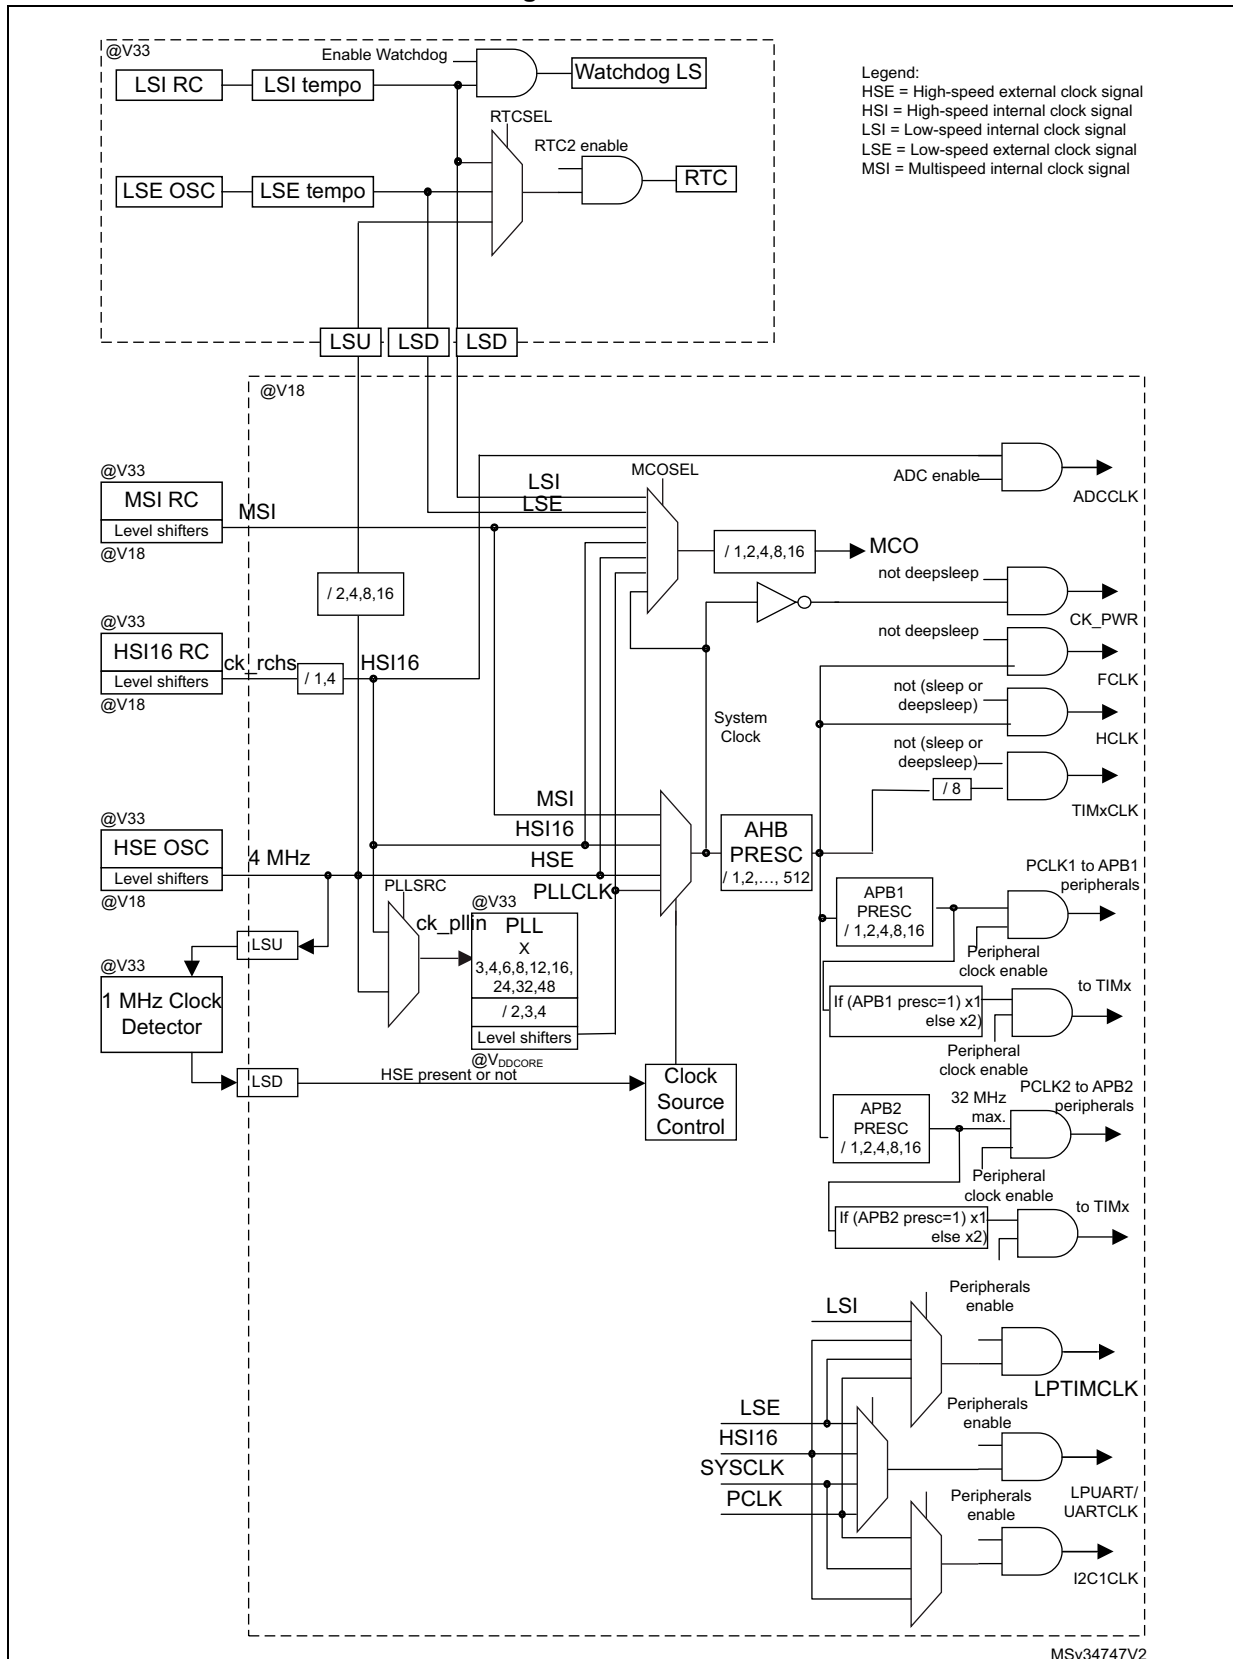 @V33
Enable Watchdog
LSI RC
LSI tempo
Watchdog LS
Legend:
HSE = High-speed external clock signal
HSI = High-speed internal clock signal
LSI = Low-speed internal clock signal
LSE = Low-speed external clock signal
MSI = Multispeed internal clock signal
RTCSEL
RTC2 enable
LSE OSC
LSE tempo
RTC
LSU
LSD
LSD
@V18
@V33
MSI RC
Level shifters
@V18
MSI
LSI
LSE
MCOSEL
ADC enable
ADCCLK
/ 1,2,4,8,16
MCO
/ 2,4,8,16
not deepsleep
CK_PWR
@V33
HSI16 RC
Level shifters
@V18
ck_rchs
/ 1,4
HSI16
not deepsleep
FCLK
not (sleep or
deepsleep)
HCLK
System
Clock
not (sleep or
deepsleep)
/ 8
TIMxCLK
MSI
HSI16
HSE
PLLCLK
AHB
PRESC
/ 1,2,…, 512
@V33
HSE OSC
Level shifters
@V18
4 MHz
PLLSRC
ck_pllin
@V33
PLL
X
3,4,6,8,12,16,
24,32,48
/ 2,3,4
Level shifters
@VDDCORE
PCLK1 to APB1
peripherals
APB1
PRESC
/ 1,2,4,8,16
Peripheral
clock enable
LSU
@V33
1 MHz Clock
Detector
LSD
HSE present or not
Clock
Source
Control
If (APB1 presc=1) x1
else x2)
to TIMx
Peripheral
clock enable
PCLK2 to APB2
peripherals
32 MHz
max.
APB2
PRESC
/ 1,2,4,8,16
Peripheral
clock enable
If (APB2 presc=1) x1
else x2)
to TIMx
LSI
Peripherals
enable
LPTIMCLK
LSE
HSI16
SYSCLK
PCLK
Peripherals
enable
LPUART/
UARTCLK
Peripherals
enable
I2C1CLK
MSv34747V2